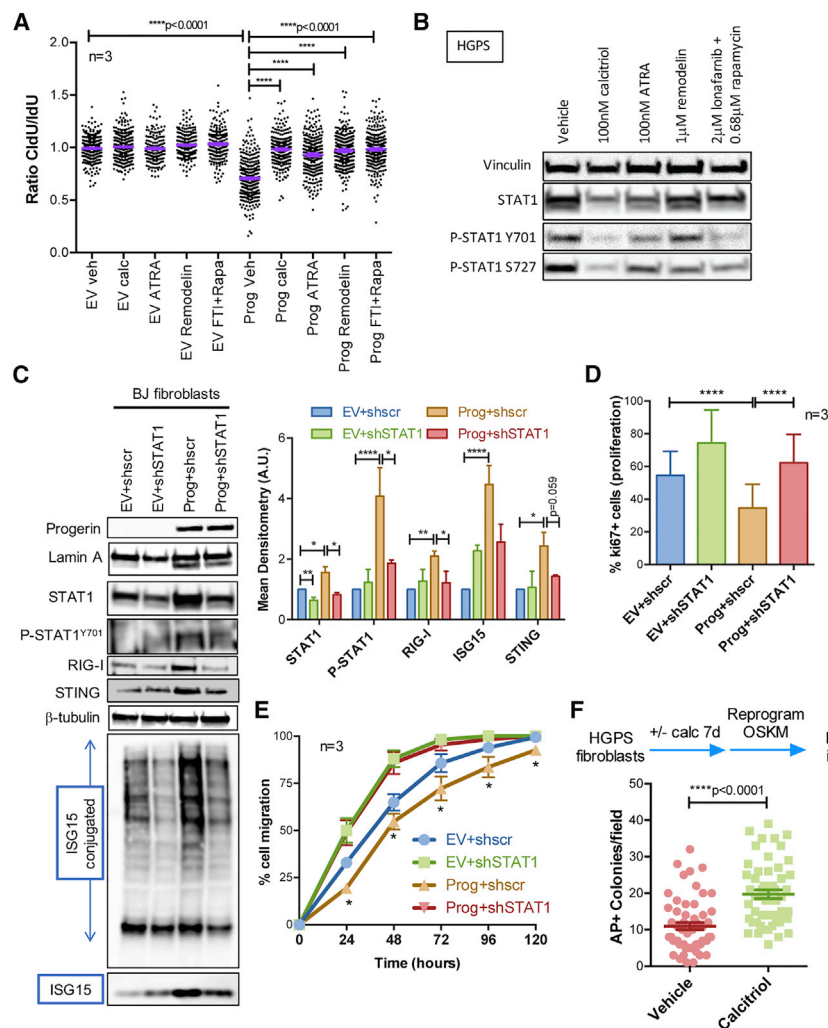 A
****p<0.0001
****
****
****
****
n=3
Ratio CldU/IdU
2.0
1.5
1.0
0.5
0.0
EV veh
EV calc
EV ATRA
EV Remodelin
EV FTI+Rapa
Prog Veh
Prog calc
Prog ATRA
Prog Remodelin
Prog FTI+Rapa
B
HGPS
Vehicle
100nM calcitriol
100nM ATRA
1µM remodelin
2µM lonafarnib +
0.68µM rapamycin
Vinculin
STAT1
P-STAT1 Y701
P-STAT1 S727
C
BJ fibroblasts
EV+shscr
EV+shSTAT1
Prog+shscr
Prog+shSTAT1
Progerin
Lamin A
STAT1
P-STAT1Y701
RIG-I
STING
β-tubulin
ISG15
conjugated
ISG15
EV+shscr
Prog+shscr
EV+shSTAT1
Prog+shSTAT1
Mean Densitometry (A.U.)
6
4
2
0
* ** *
**** *
** *
****
* p=0.059
STAT1
P-STAT1
RIG-I
ISG15
STING
D
% ki67+ cells (proliferation)
100
80
60
40
20
0
**** ****
n=3
EV+shscr
EV+shSTAT1
Prog+shscr
Prog+shSTAT1
E
n=3
% cell migration
100
75
50
25
0
* * * * *
EV+shscr
EV+shSTAT1
Prog+shscr
Prog+shSTAT1
0 24 48 72 96 120
Time (hours)
F
HGPS
fibroblasts
+/- calc 7d
Reprogram
OSKM
****p<0.0001
AP+ Colonies/field
50
40
30
20
10
0
Vehicle
Calcitriol